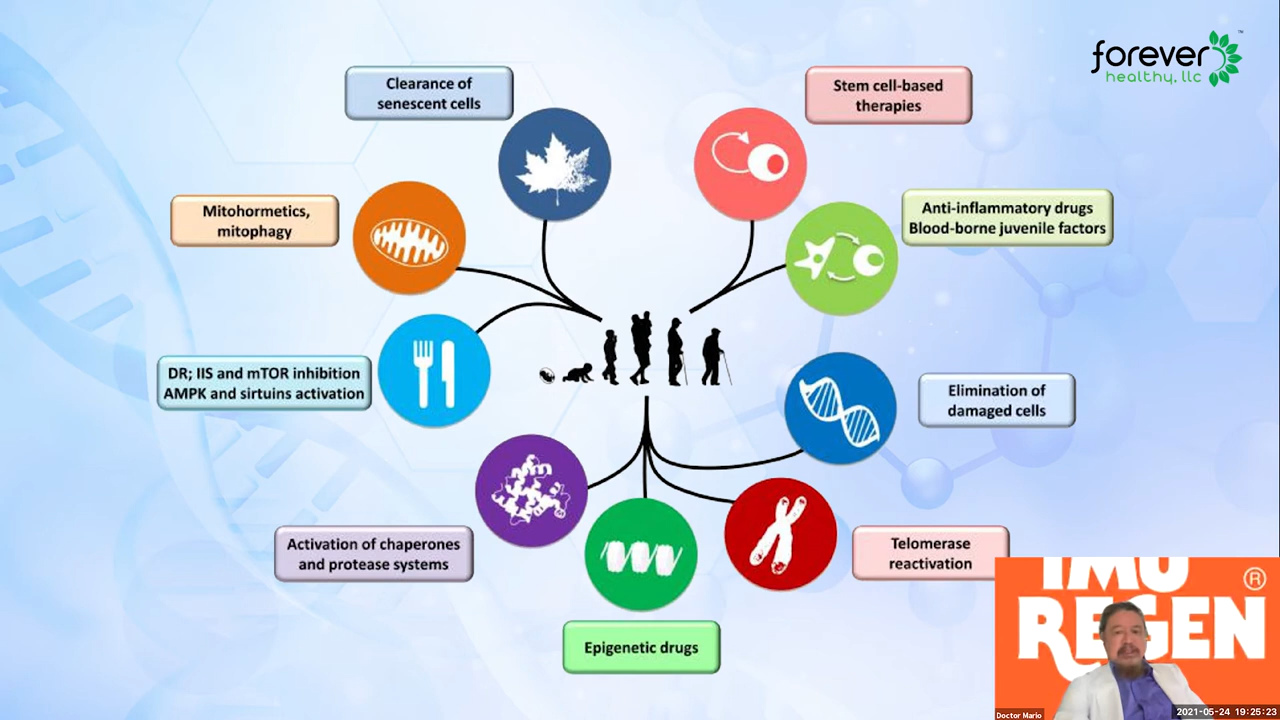 forever
healthy, llc
™
Clearance of
senescent cells
Stem cell-based
therapies
Mitohormetics,
mitophagy
Anti-inflammatory drugs
Blood-borne juvenile factors
DR; IIS and mTOR inhibition
AMPK and sirtuins activation
Elimination of
damaged cells
Activation of chaperones
and protease systems
Telomerase
reactivation
Epigenetic drugs
IMU
REGEN
®
Doctor Mario
2021-05-24 19:25:23